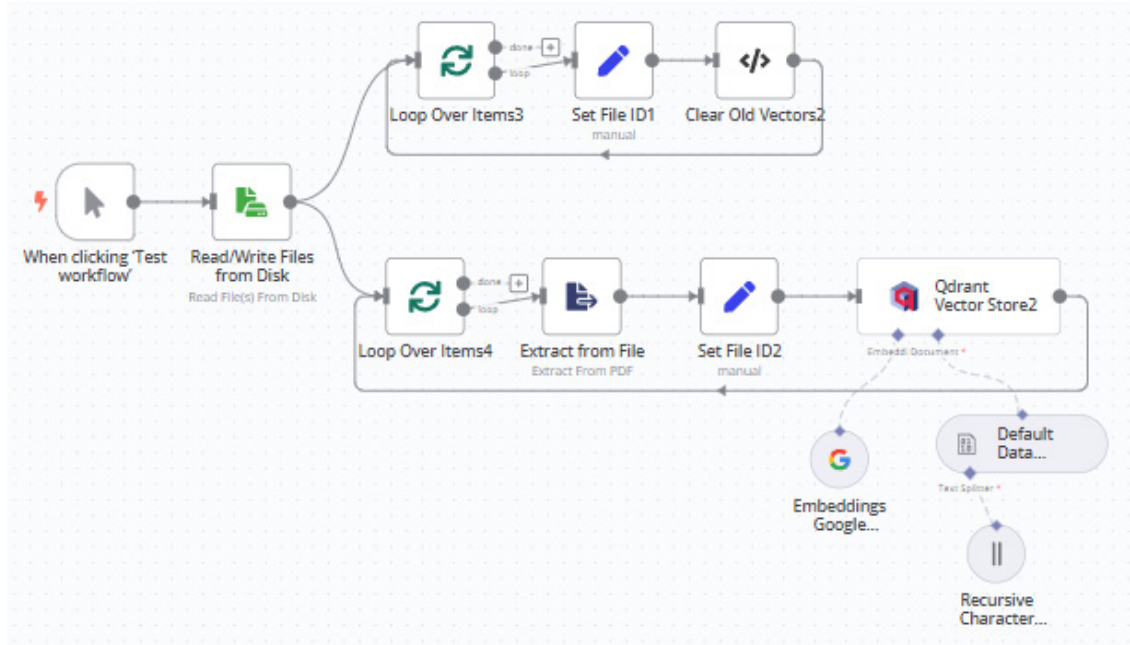 done
loop
Loop Over Items3
Set File ID1
manual
Clear Old Vectors2
When clicking ‘Test
workflow’
Read/Write Files
from Disk
Read File(s) From Disk
done
loop
Loop Over Items4
Extract from File
Extract From PDF
Set File ID2
manual
Qdrant
Vector Store2
Embeddi
Document *
Embeddings
Google...
Default
Data...
Text Splitter *
Recursive
Character...